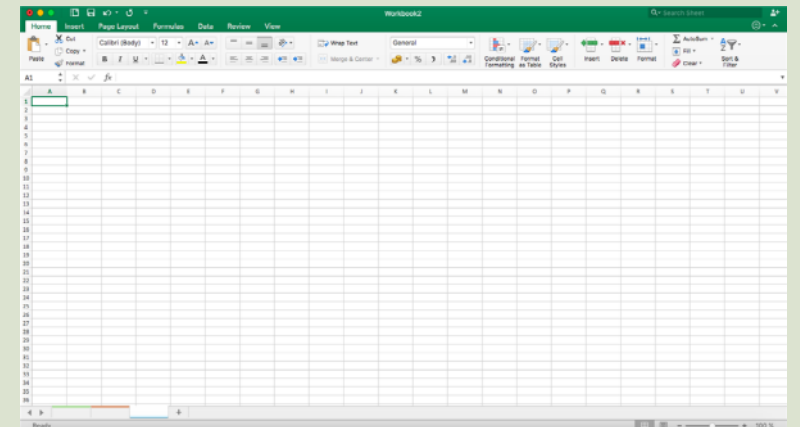 Workbook2
Search Sheet
Home Insert Page Layout Formulas Data Review View
Paste
Cut
Copy
Format
Calibri (Body) 12 A A
B I U A
Wrap Text
Merge & Center
General
% )
Conditional Formatting
Format as Table
Cell Styles
Insert
Delete
Format
AutoSum
Fill
Clear
Sort & Filter
A1 fx
A B C D E F G H I J K L M N O P Q R S T U V
1
2
3
4
5
6
7
8
9
10
11
12
13
14
15
16
17
18
19
20
21
22
23
24
25
26
27
28
29
30
31
32
33
34
35
36
Ready